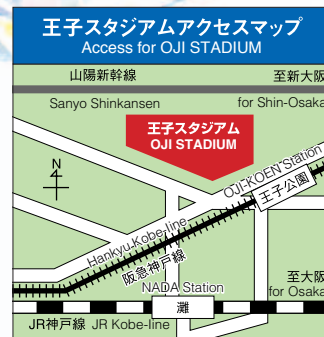 王子スタジアムアクセスマップ
Access for OJI STADIUM
山陽新幹線
至新大阪
Sanyo Shinkansen
for Shin-Osaka
王子スタジアム
OJI STADIUM
N
OJI-KOEN Station
王子公園
Hankyu Kobe-line
阪急神戸線
NADA Station
灘
至大阪
for Osaka
JR神戸線 JR Kobe-line